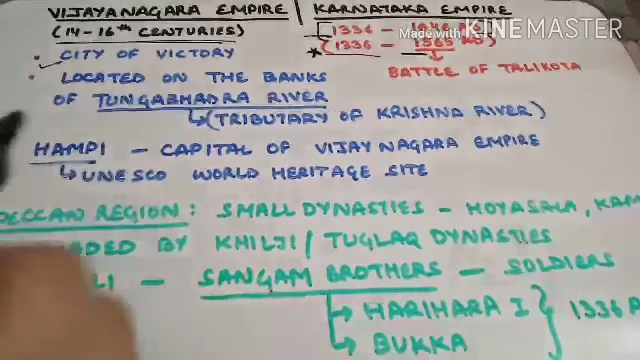 VIJAYANAGARA EMPIRE | KARNATAKA EMPIRE
(14-16TH CENTURIES)
[1336 -
* (1336 - 1565 AD)
BATTLE OF TALIKOTA
Made with KINEMASTER
• CITY OF VICTORY
• LOCATED ON THE BANKS
OF TUNGABHADRA RIVER
(TRIBUTARY OF KRISHNA RIVER)
HAMPI - CAPITAL OF VIJAYNAGARA EMPIRE
UNESCO WORLD HERITAGE SITE
DECCAN REGION: SMALL DYNASTIES - HOYASALA,
BY KHILJI / TUGLAQ DYNASTIES
- SANGAM BROTHERS - SOLDIERS
HARIHARA I } 1336
BUKKA